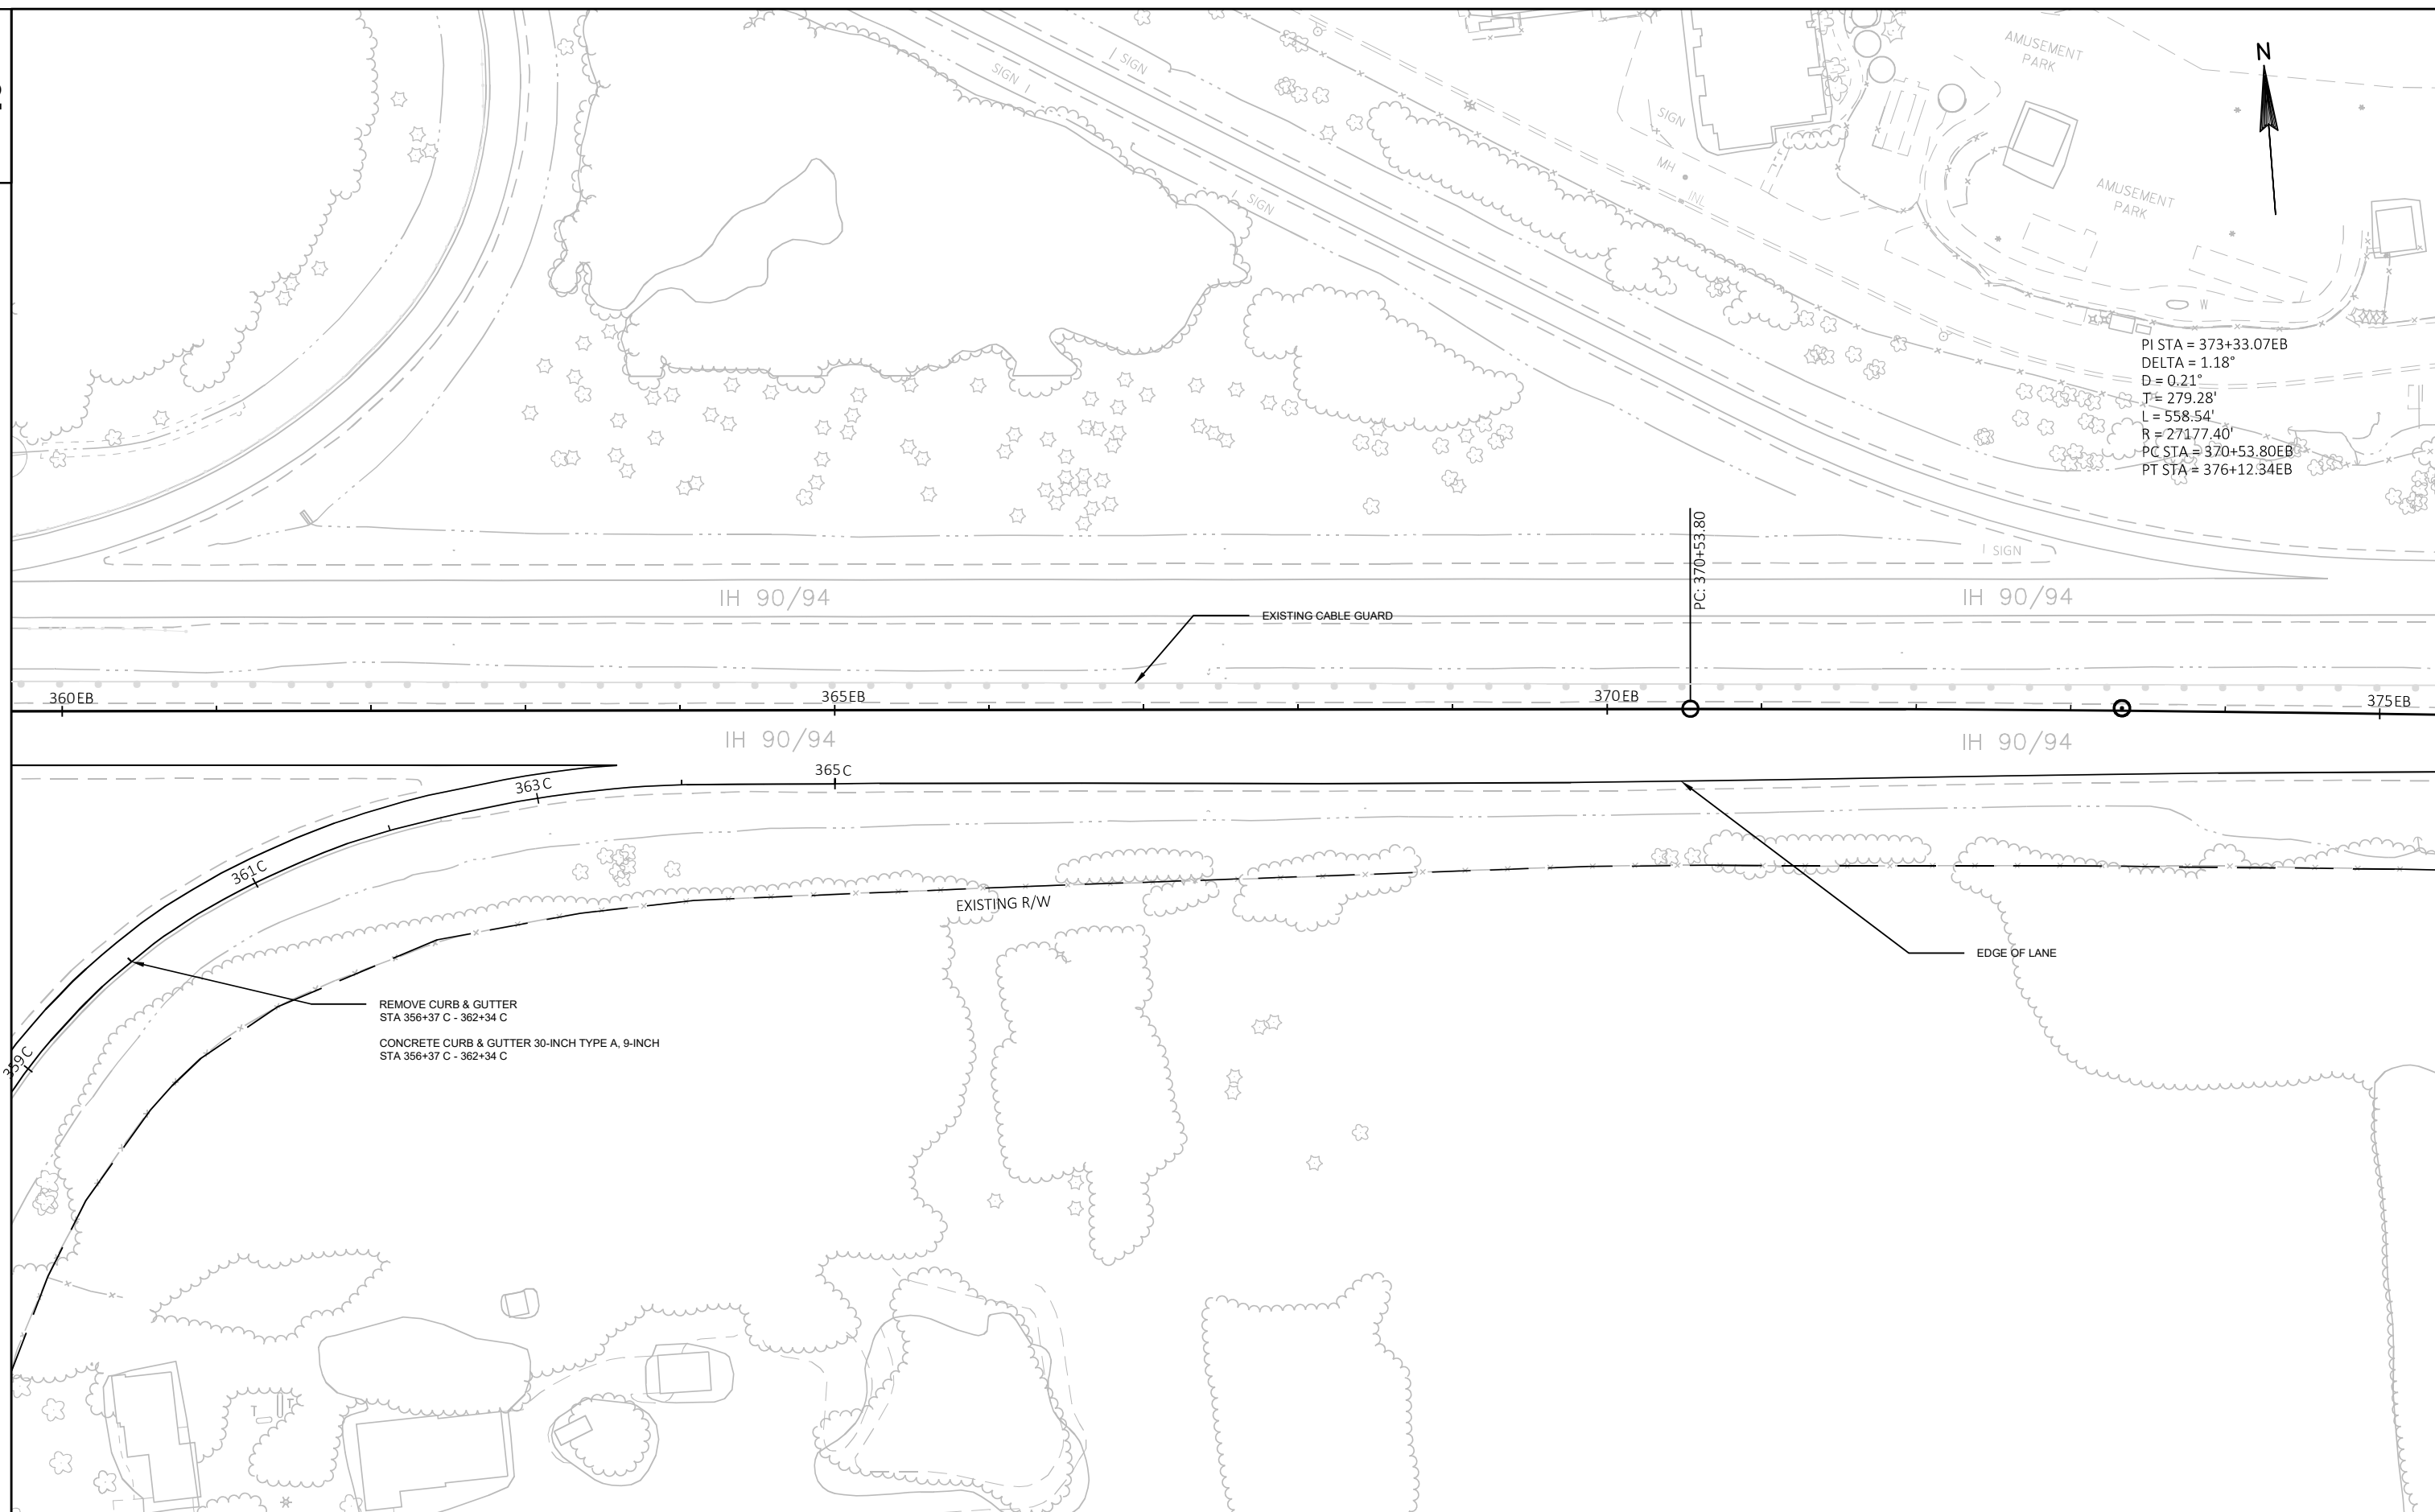 AMUSEMENT
PARK
N
SIGN
SIGN
SIGN
MH
INL
AMUSEMENT
PARK
SIGN
W
PI STA = 373+33.07EB
DELTA = 1.18°
D = 0.21°
T = 279.28'
L = 558.54'
R = 27177.40'
PC STA = 370+53.80EB
PT STA = 376+12.34EB
PC: 370+53.80
SIGN
IH 90/94
IH 90/94
EXISTING CABLE GUARD
360EB
365EB
370EB
375EB
IH 90/94
IH 90/94
365C
363C
361C
EXISTING R/W
EDGE OF LANE
359C
REMOVE CURB & GUTTER
STA 356+37 C - 362+34 C
CONCRETE CURB & GUTTER 30-INCH TYPE A, 9-INCH
STA 356+37 C - 362+34 C
T
T